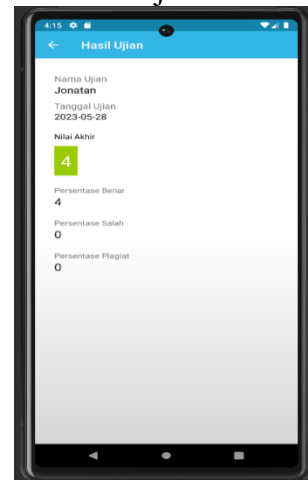 4:15
Hasil Ujian
Nama Ujian
Jonatan
Tanggal Ujian
2023-05-28
Nilai Akhir
4
Persentase Benar
4
Persentase Salah
0
Persentase Plagiat
0